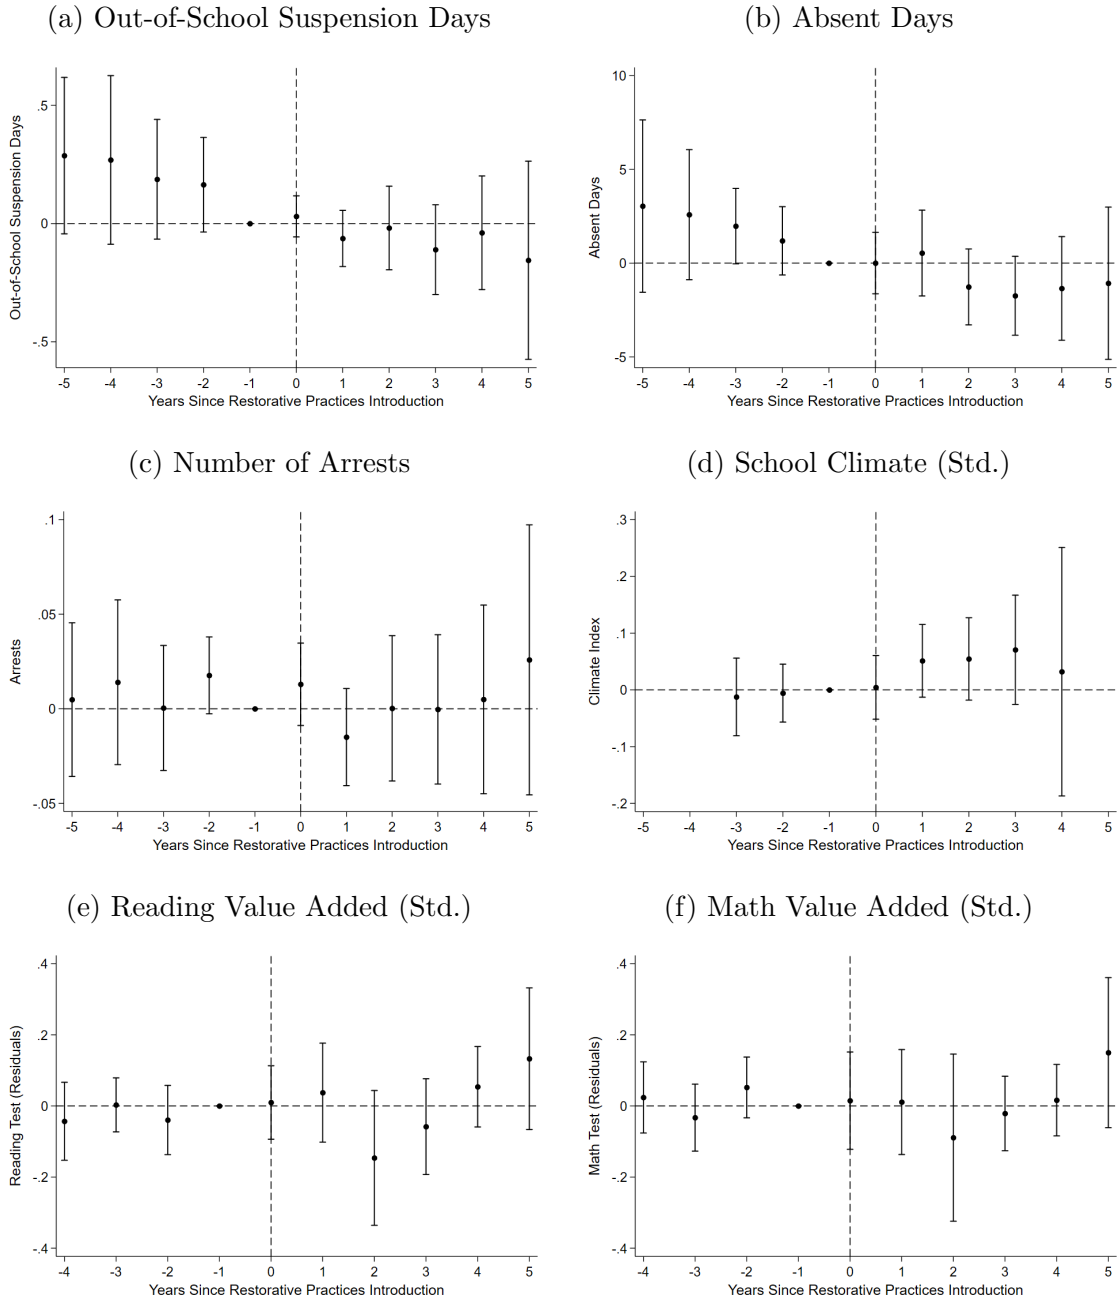 (a) Out-of-School Suspension Days
Out-of-School Suspension Days
.5
0
-.5
-5 -4 -3 -2 -1 0 1 2 3 4 5
Years Since Restorative Practices Introduction
(b) Absent Days
Absent Days
10
5
0
-5
-5 -4 -3 -2 -1 0 1 2 3 4 5
Years Since Restorative Practices Introduction
(c) Number of Arrests
Arrests
.1
.05
0
-.05
-5 -4 -3 -2 -1 0 1 2 3 4 5
Years Since Restorative Practices Introduction
(d) School Climate (Std.)
Climate Index
.3
.2
.1
0
-.1
-.2
-5 -4 -3 -2 -1 0 1 2 3 4 5
Years Since Restorative Practices Introduction
(e) Reading Value Added (Std.)
Reading Test (Residuals)
.4
.2
0
-.2
-.4
-4 -3 -2 -1 0 1 2 3 4 5
Years Since Restorative Practices Introduction
(f) Math Value Added (Std.)
Math Test (Residuals)
.4
.2
0
-.2
-.4
-4 -3 -2 -1 0 1 2 3 4 5
Years Since Restorative Practices Introduction